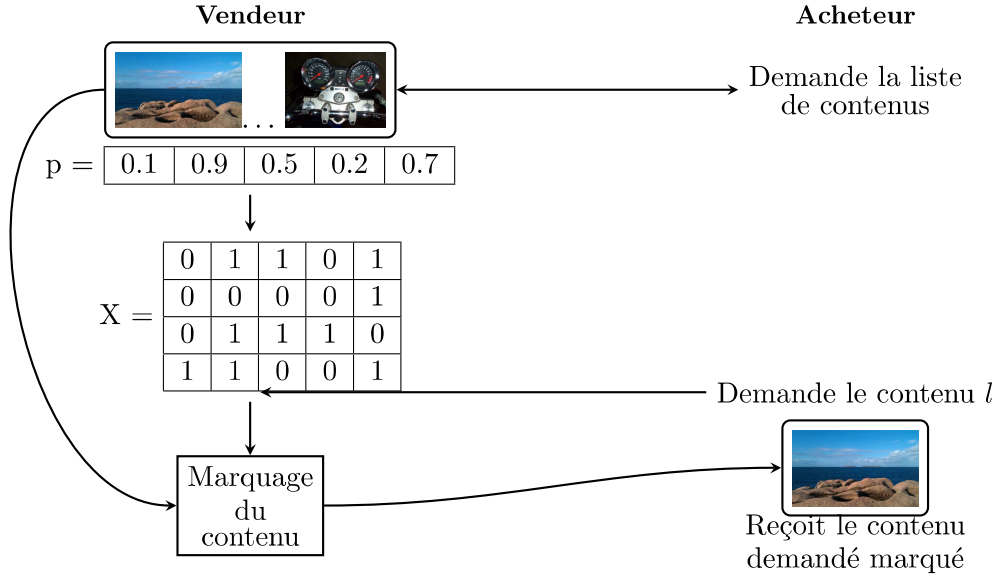 Vendeur
Acheteur
Demande la liste
de contenus
...
p = 0.1 0.9 0.5 0.2 0.7
X =
0 1 1 0 1
0 0 0 0 1
0 1 1 1 0
1 1 0 0 1
Demande le contenu l
Marquage
du
contenu
Reçoit le contenu
demandé marqué